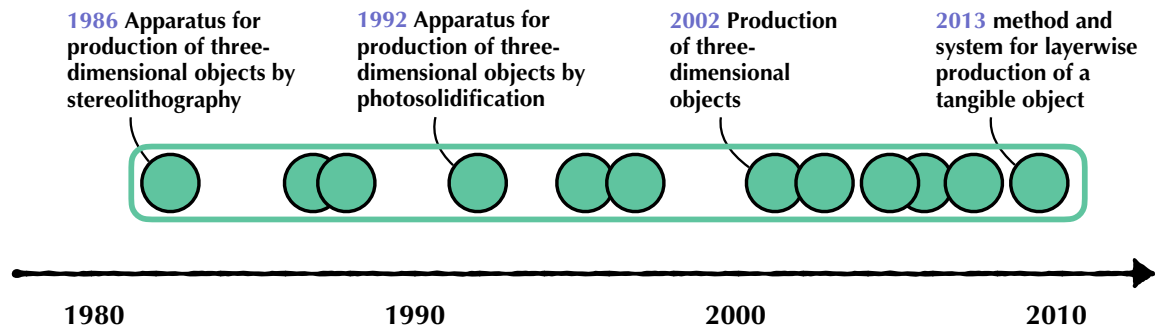 1986 Apparatus for
production of three-
dimensional objects by
stereolithography
1992 Apparatus for
production of three-
dimensional objects by
photosolidification
2002 Production
of three-
dimensional
objects
2013 method and
system for layerwise
production of a
tangible object
1980
1990
2000
2010